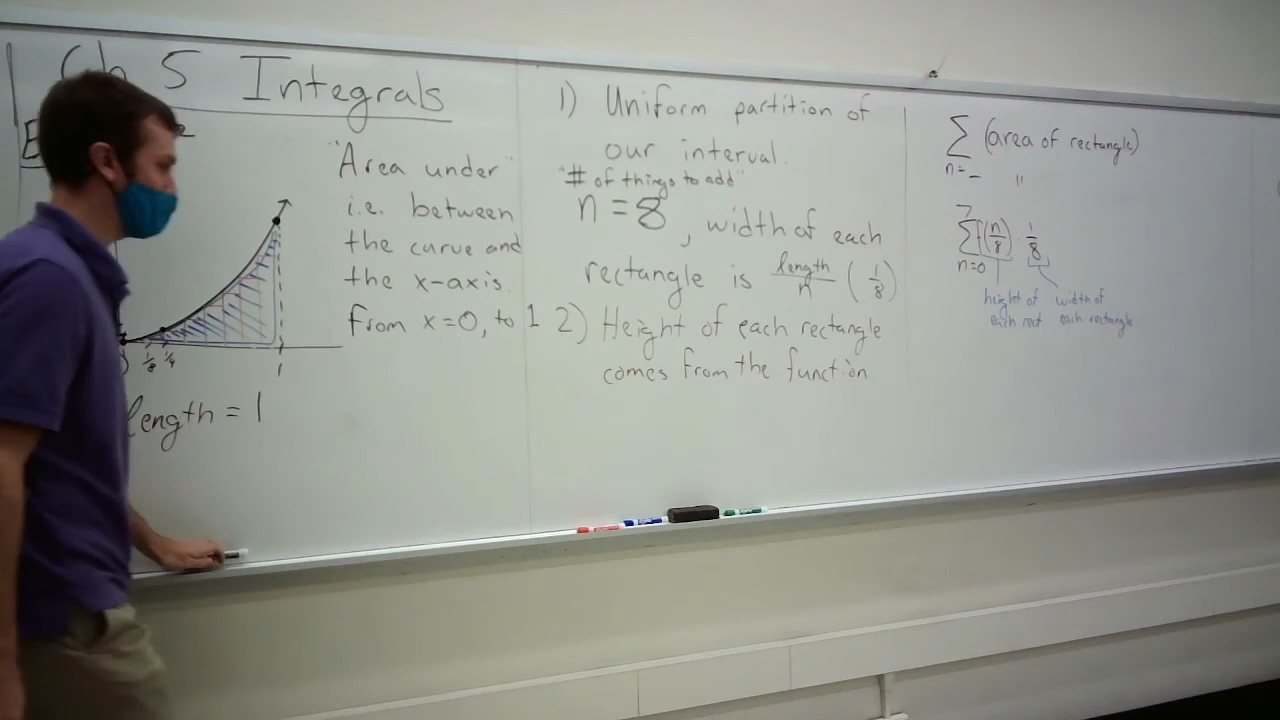 Ch 5 Integrals
"Area under"
i.e. between
the curve and
the x-axis.
From x=0, to 1
1/8 1/4 1
length = 1
1) Uniform partition of
our interval.
"# of things to add"
n = 8, width of each
rectangle is length/n (1/8)
2) Height of each rectangle
comes from the function
∑ (area of rectangle)
n=_ "
7
∑ f(n/8) · 1/8
n=0
height of each rect
width of each rectangle